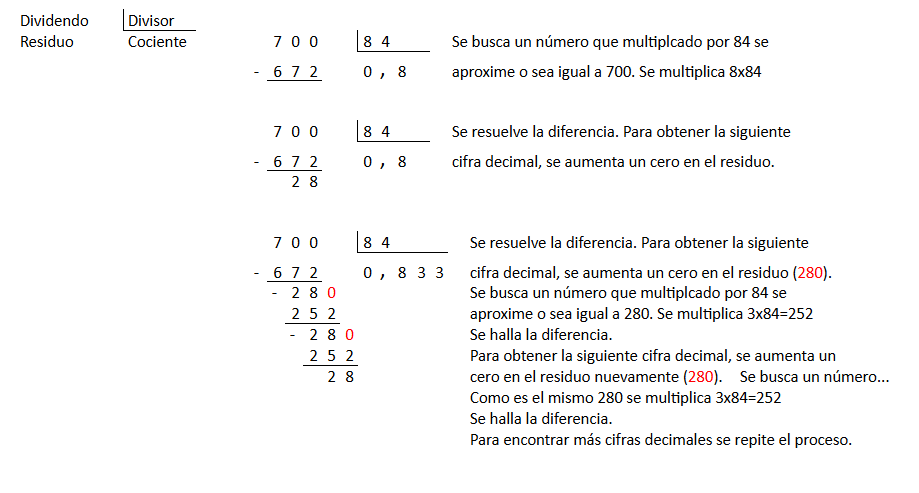 Dividendo Divisor
Residuo Cociente
7 0 0 8 4 Se busca un número que multiplcado por 84 se
- 6 7 2 0 , 8 aproxime o sea igual a 700. Se multiplica 8x84
7 0 0 8 4 Se resuelve la diferencia. Para obtener la siguiente
- 6 7 2 0 , 8 cifra decimal, se aumenta un cero en el residuo.
2 8
7 0 0 8 4 Se resuelve la diferencia. Para obtener la siguiente
- 6 7 2 0 , 8 3 3 cifra decimal, se aumenta un cero en el residuo (280).
- 2 8 0 Se busca un número que multiplcado por 84 se
2 5 2 aproxime o sea igual a 280. Se multiplica 3x84=252
- 2 8 0 Se halla la diferencia.
2 5 2 Para obtener la siguiente cifra decimal, se aumenta un
2 8 cero en el residuo nuevamente (280). Se busca un número...
Como es el mismo 280 se multiplica 3x84=252
Se halla la diferencia.
Para encontrar más cifras decimales se repite el proceso.